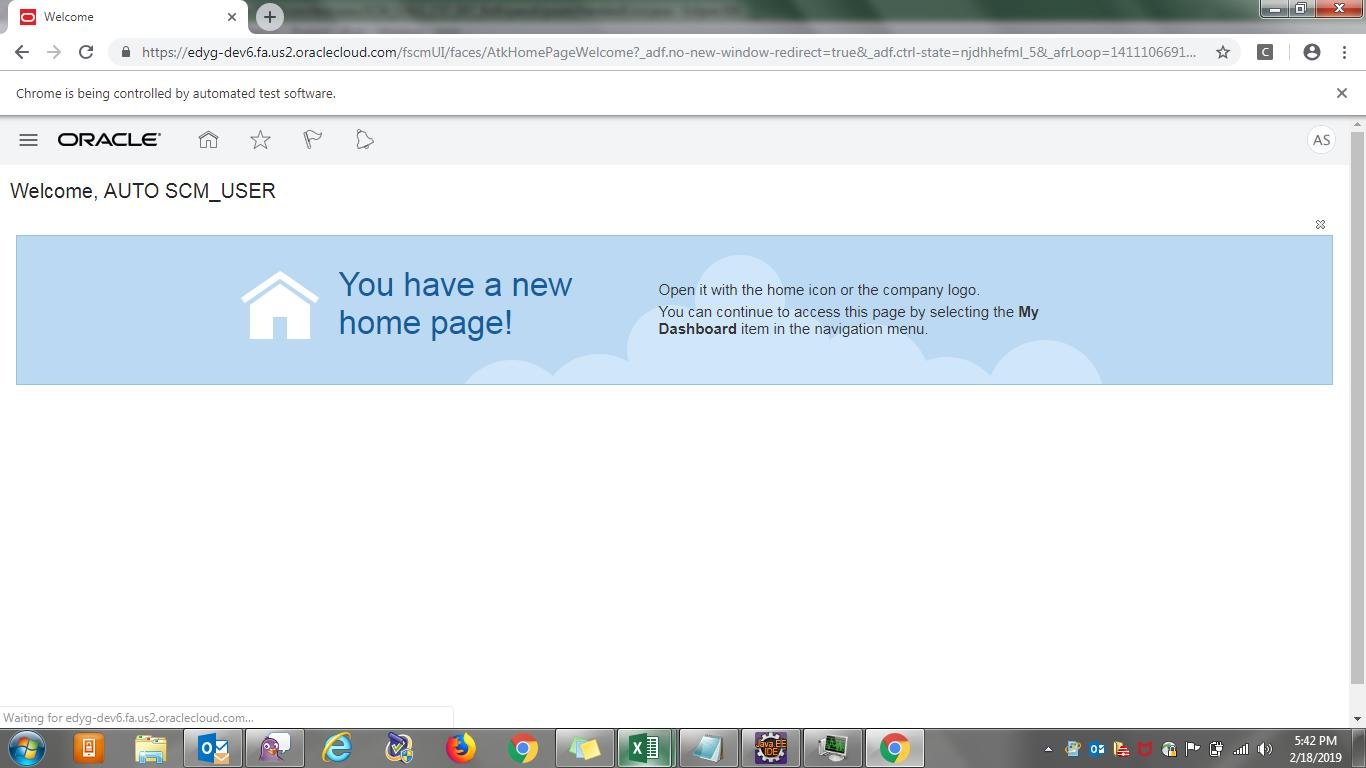 Welcome
https://edyg-dev6.fa.us2.oraclecloud.com/fscmUI/faces/AtkHomePageWelcome?_adf.no-new-window-redirect=true&_adf.ctrl-state=njdhhefml_5&_afrLoop=1411106691...
C
Chrome is being controlled by automated test software.
ORACLE
AS
Welcome, AUTO SCM_USER
You have a new
home page!
Open it with the home icon or the company logo.
You can continue to access this page by selecting the My
Dashboard item in the navigation menu.
Waiting for edyg-dev6.fa.us2.oraclecloud.com...
Java EE
IDE
5:42 PM
2/18/2019